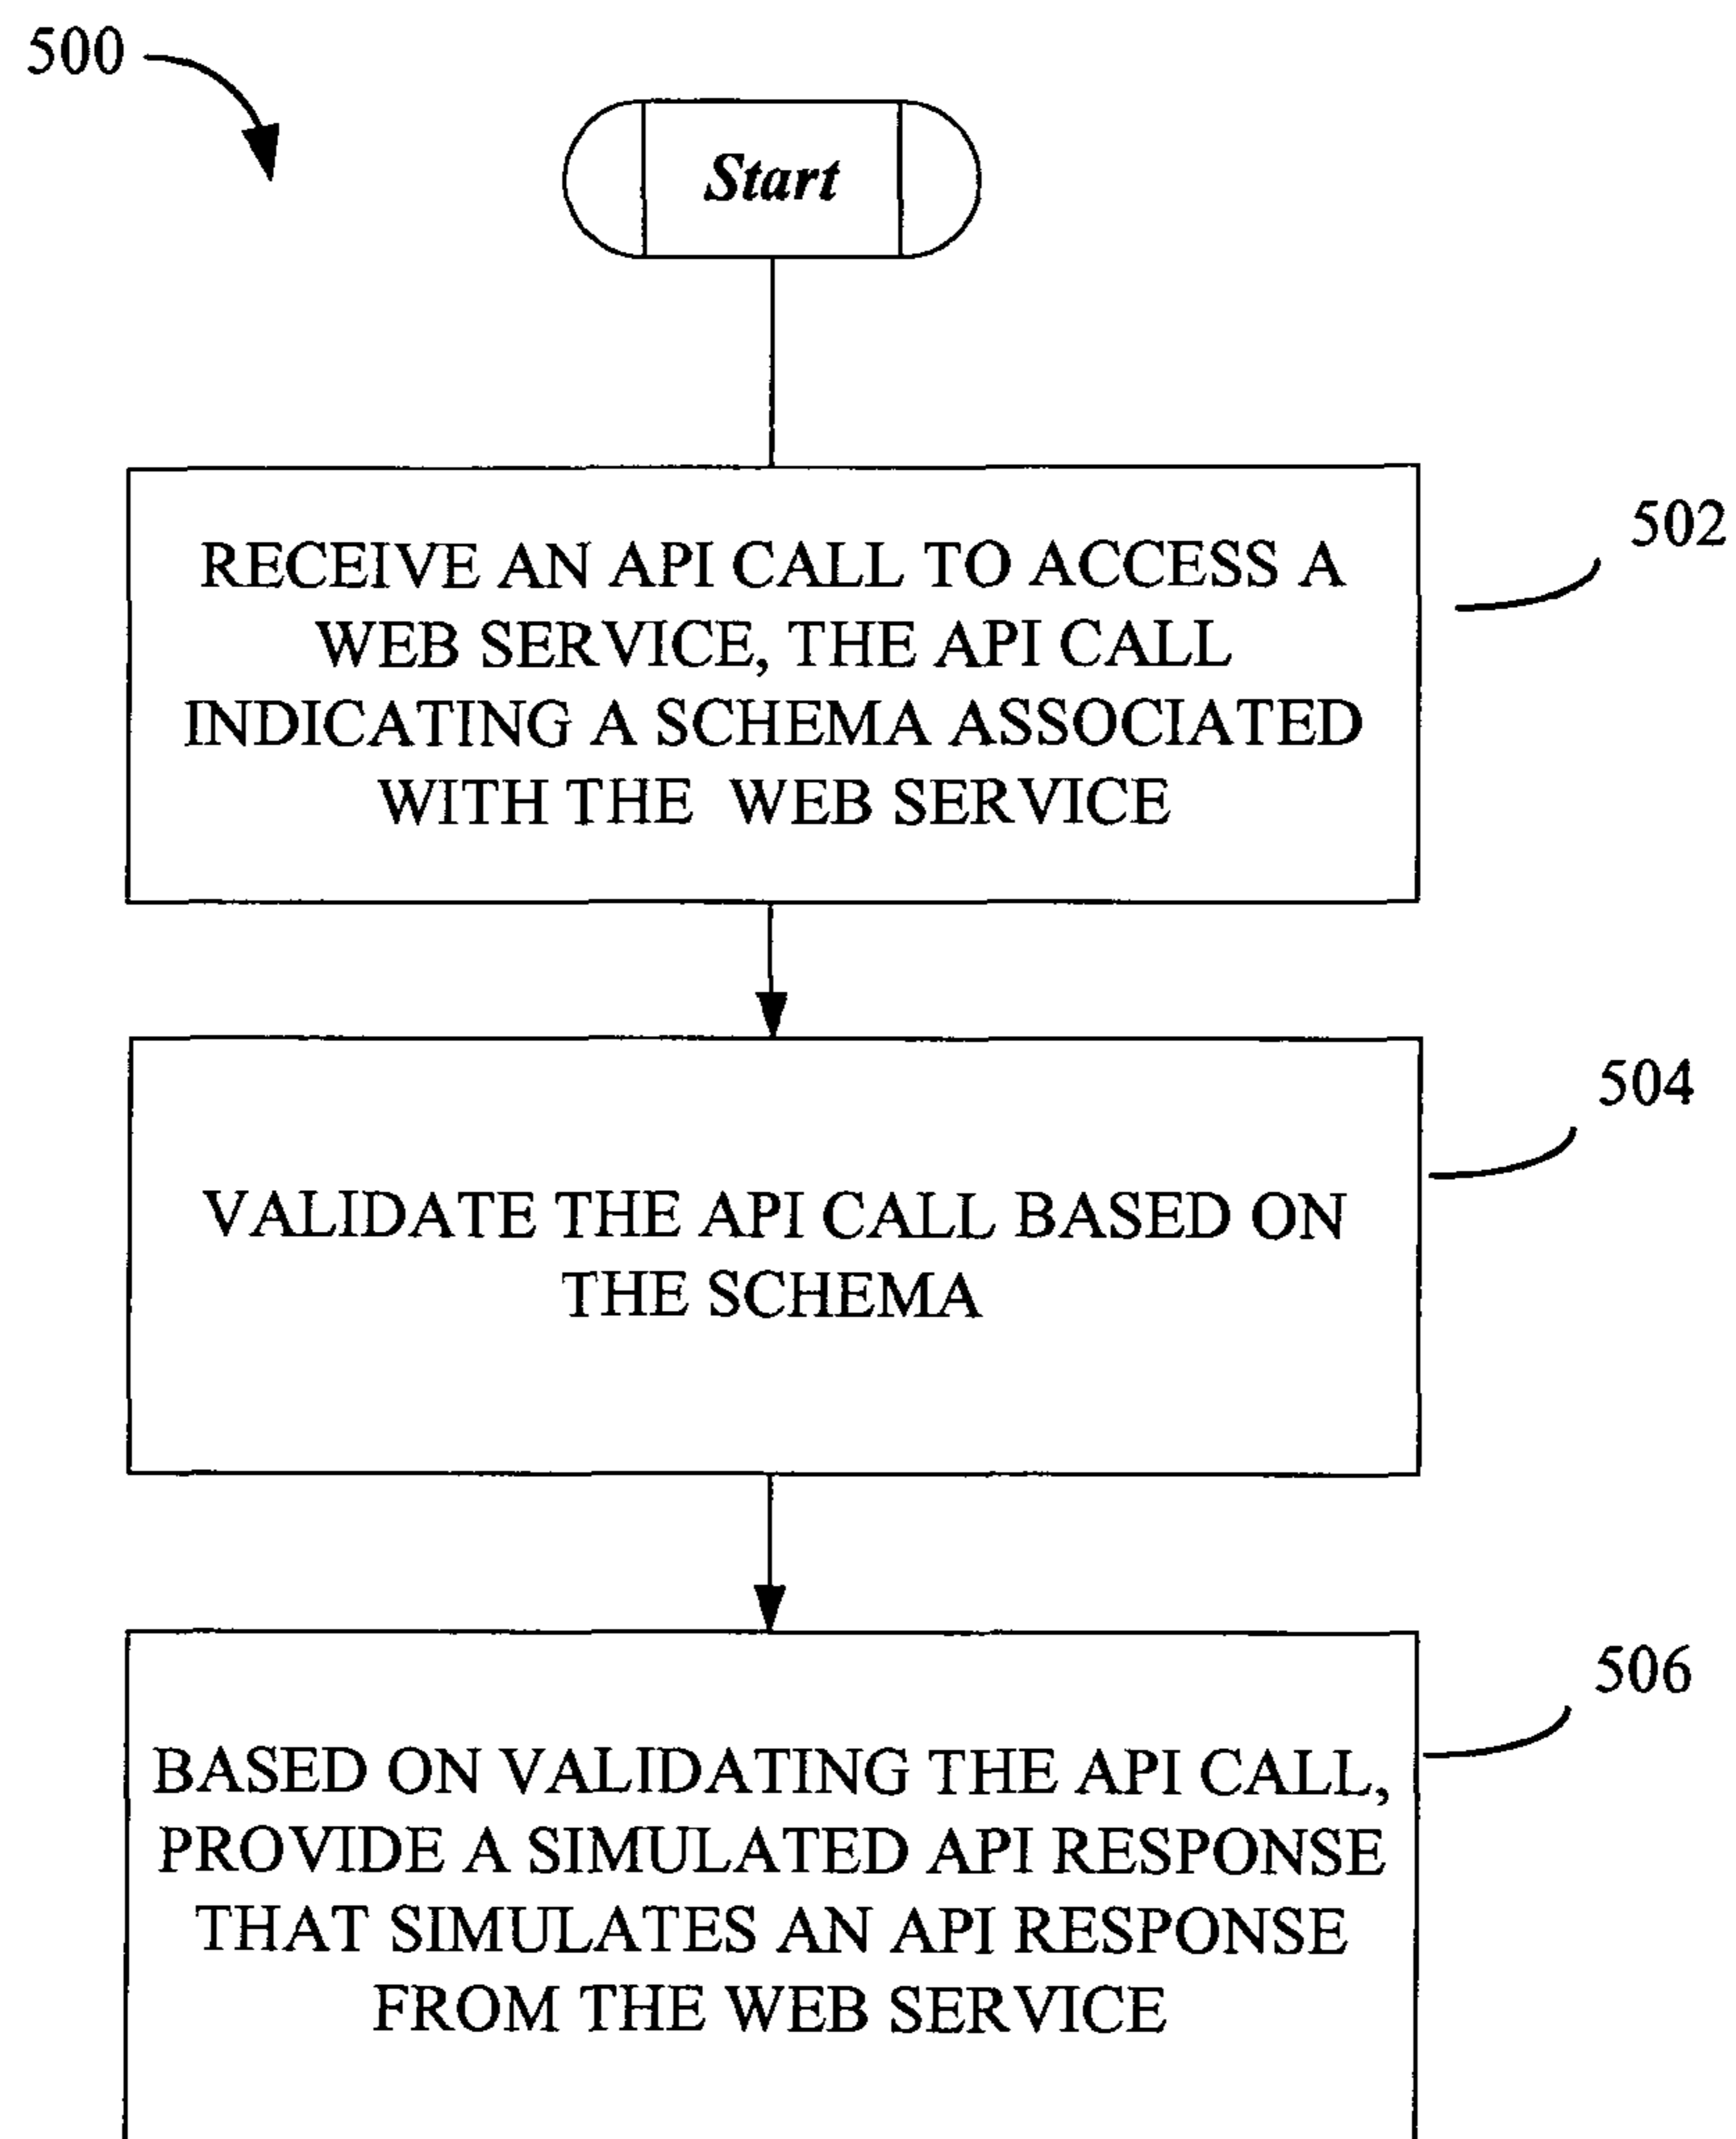 500
Start
502
RECEIVE AN API CALL TO ACCESS A
WEB SERVICE, THE API CALL
INDICATING A SCHEMA ASSOCIATED
WITH THE WEB SERVICE
504
VALIDATE THE API CALL BASED ON
THE SCHEMA
506
BASED ON VALIDATING THE API CALL,
PROVIDE A SIMULATED API RESPONSE
THAT SIMULATES AN API RESPONSE
FROM THE WEB SERVICE